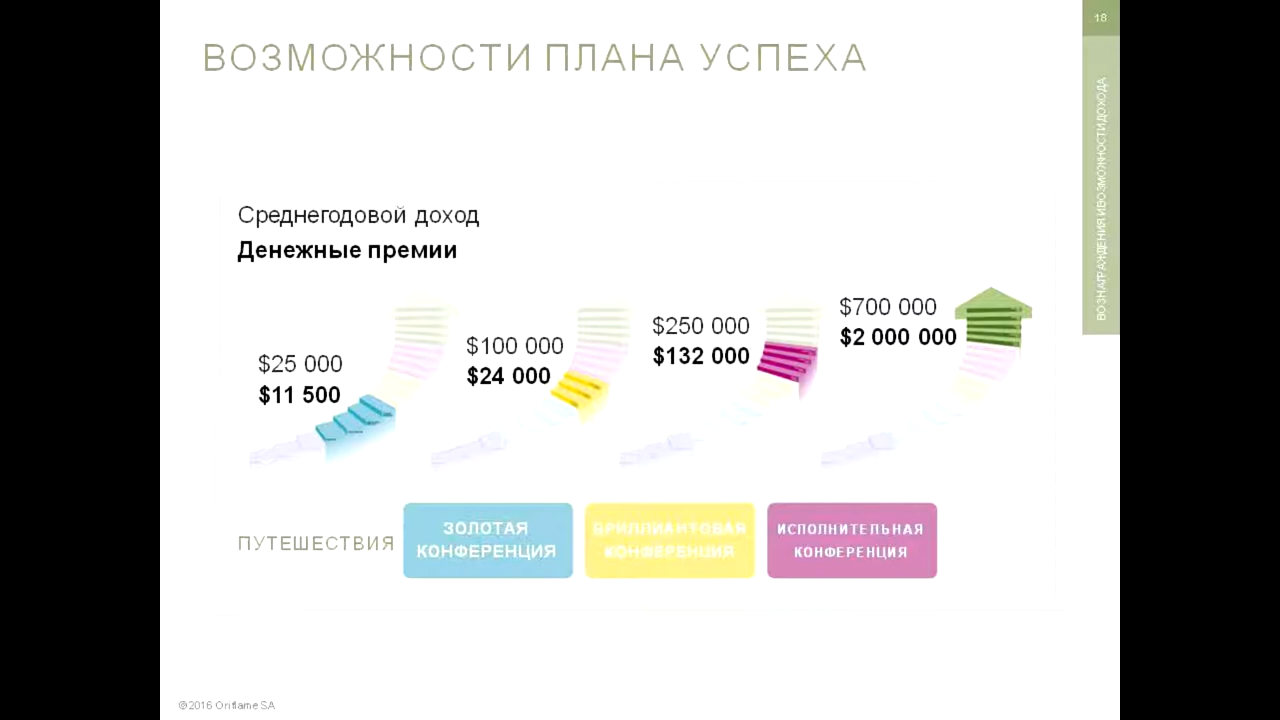 18
ВОЗМОЖНОСТИ ПЛАНА УСПЕХА
ВОЗНАГРАЖДЕНИЯ И ВОЗМОЖНОСТИ ДОХОДА
Среднегодовой доход
Денежные премии
$25 000
$11 500
$100 000
$24 000
$250 000
$132 000
$700 000
$2 000 000
ПУТЕШЕСТВИЯ
ЗОЛОТАЯ
КОНФЕРЕНЦИЯ
БРИЛЛИАНТОВАЯ
КОНФЕРЕНЦИЯ
ИСПОЛНИТЕЛЬНАЯ
КОНФЕРЕНЦИЯ
©2016 Oriflame SA